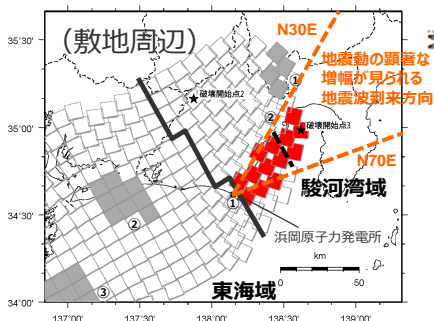 (敷地周辺)
N30E
地震動の顕著な
増幅が見られる
地震波到来方向
35°30'
①
破壊開始点2
②
破壊開始点3
35°00'
N70E
駿河湾域
①
34°30'
②
浜岡原子力発電所
km
0 50
③
東海域
34°00'
137°00' 137°30' 138°00' 138°30' 139°00'